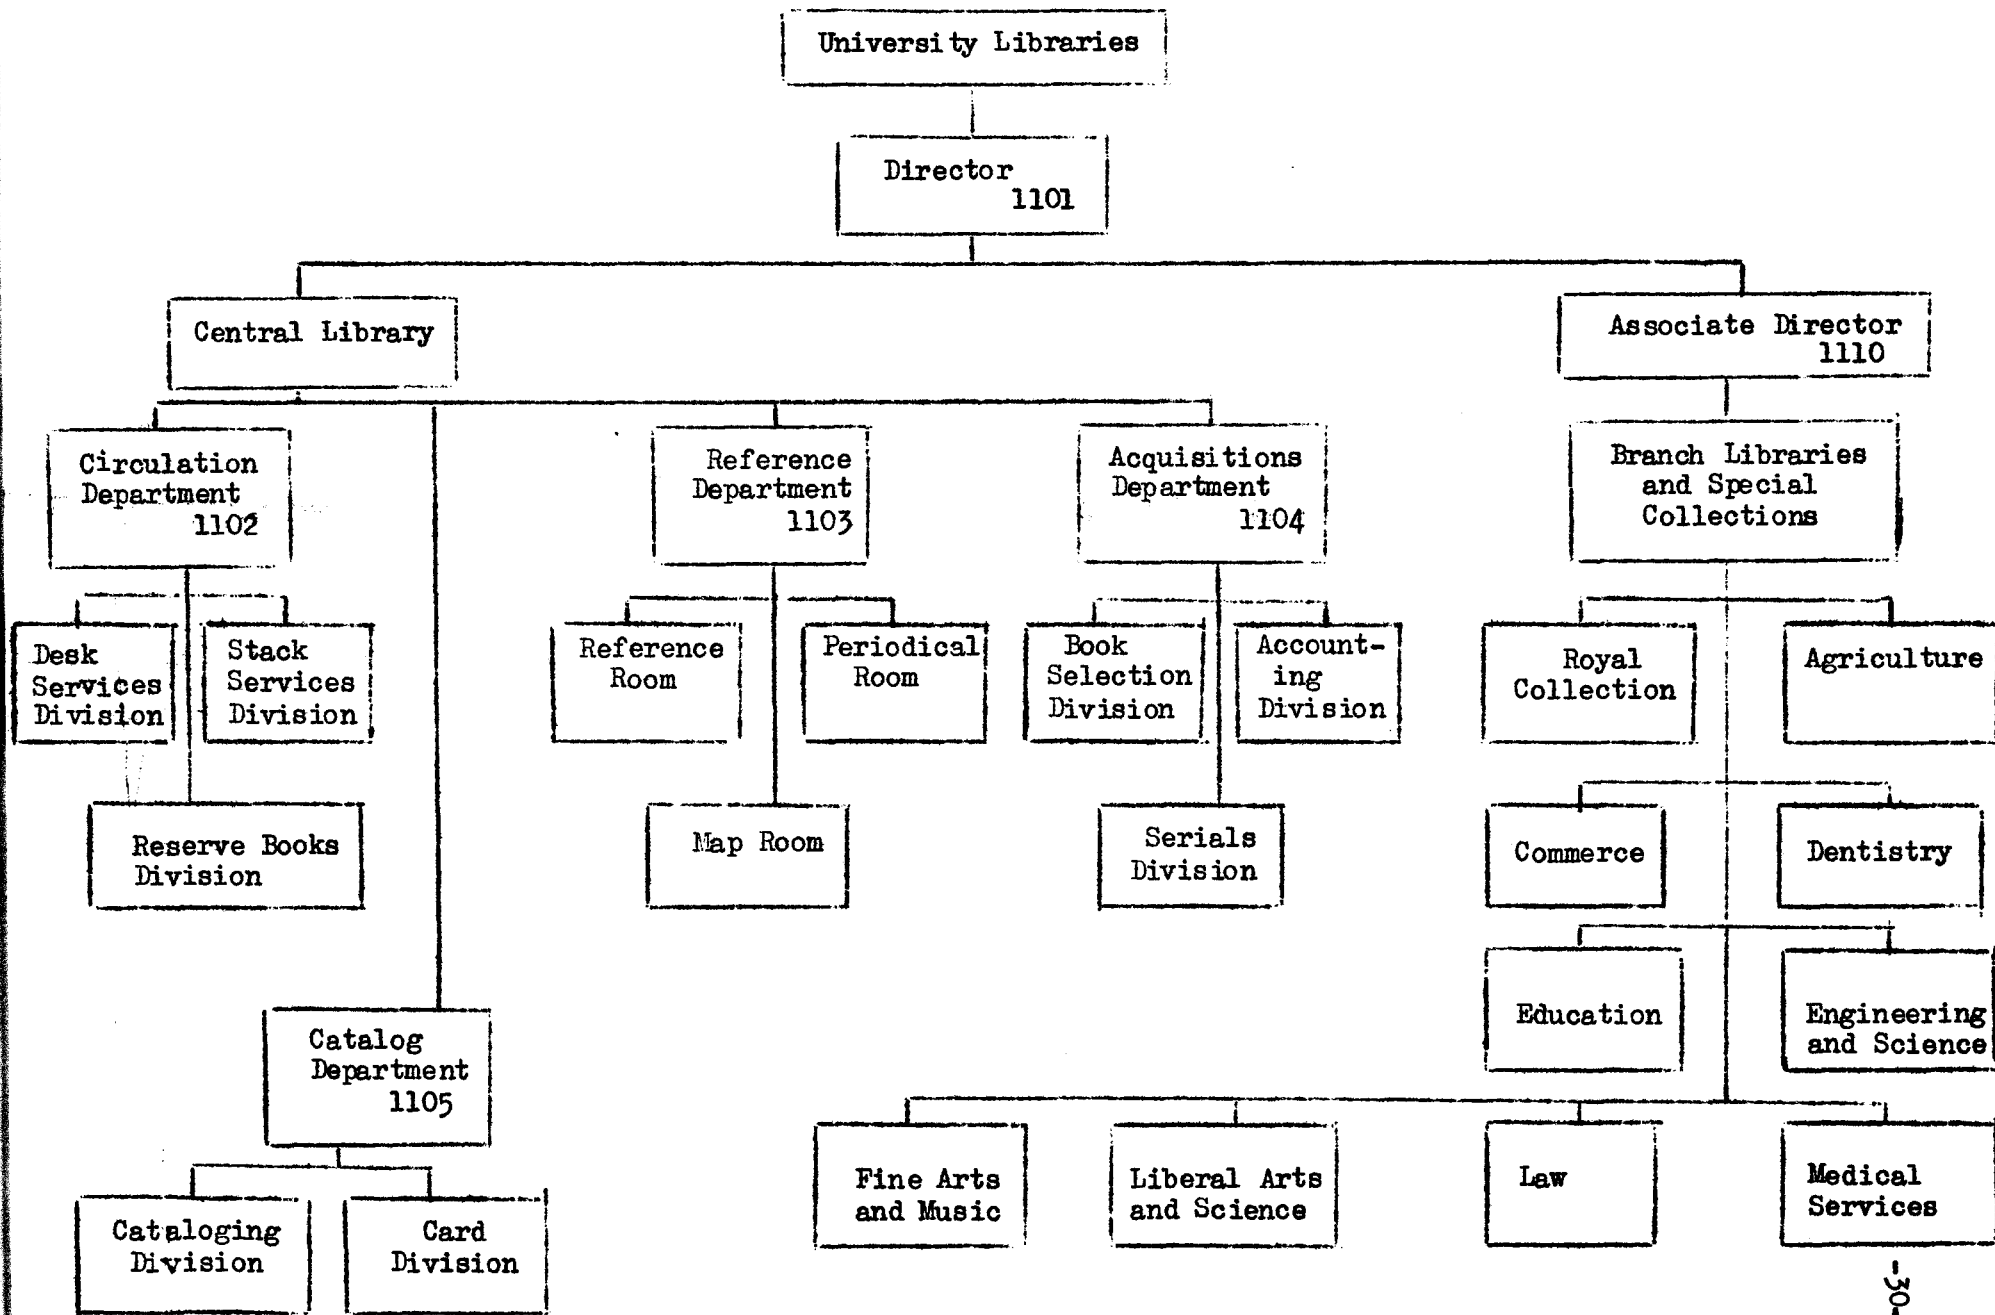 University Libraries
Director
1101
Central Library
Associate Director
1110
Circulation
Department
1102
Reference
Department
1103
Acquisitions
Department
1104
Branch Libraries
and Special
Collections
Desk
Services
Division
Stack
Services
Division
Reference
Room
Periodical
Room
Book
Selection
Division
Account-
ing
Division
Royal
Collection
Agriculture
Reserve Books
Division
Map Room
Serials
Division
Commerce
Dentistry
Education
Engineering
and Science
Catalog
Department
1105
Fine Arts
and Music
Liberal Arts
and Science
Law
Medical
Services
Cataloging
Division
Card
Division
-30-